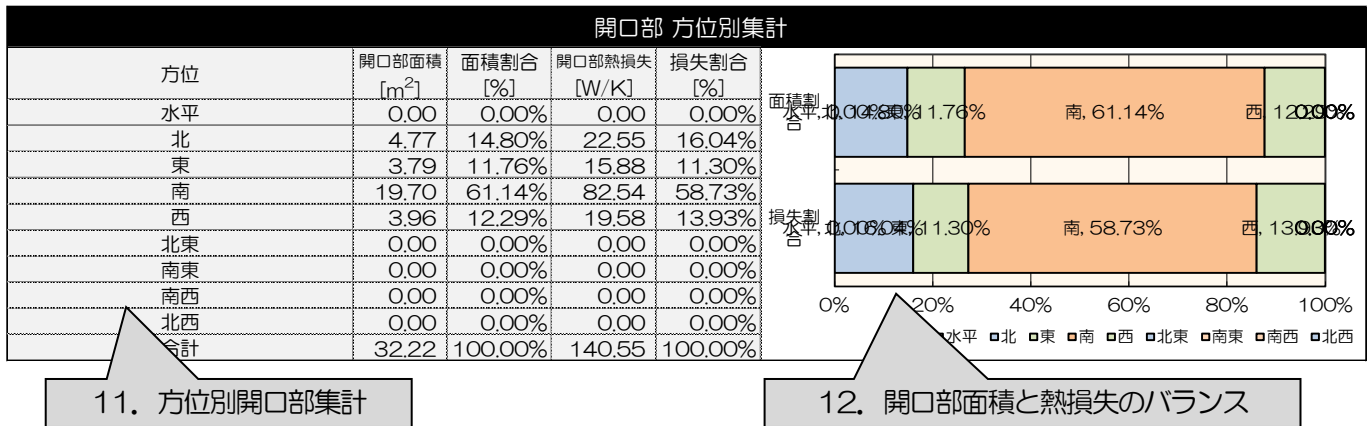 開口部 方位別集計
方位 開口部面積 [m2] 面積割合 [%] 開口部熱損失 [W/K] 損失割合 [%]
水平 0.00 0.00% 0.00 0.00%
北 4.77 14.80% 22.55 16.04%
東 3.79 11.76% 15.88 11.30%
南 19.70 61.14% 82.54 58.73%
西 3.96 12.29% 19.58 13.93%
北東 0.00 0.00% 0.00 0.00%
南東 0.00 0.00% 0.00 0.00%
南西 0.00 0.00% 0.00 0.00%
北西 0.00 0.00% 0.00 0.00%
合計 32.22 100.00% 140.55 100.00%
面積割合
南, 61.14%
損失割合
南, 58.73%
0% 20% 40% 60% 80% 100%
水平 北 東 南 西 北東 南東 南西 北西
11. 方位別開口部集計
12. 開口部面積と熱損失のバランス